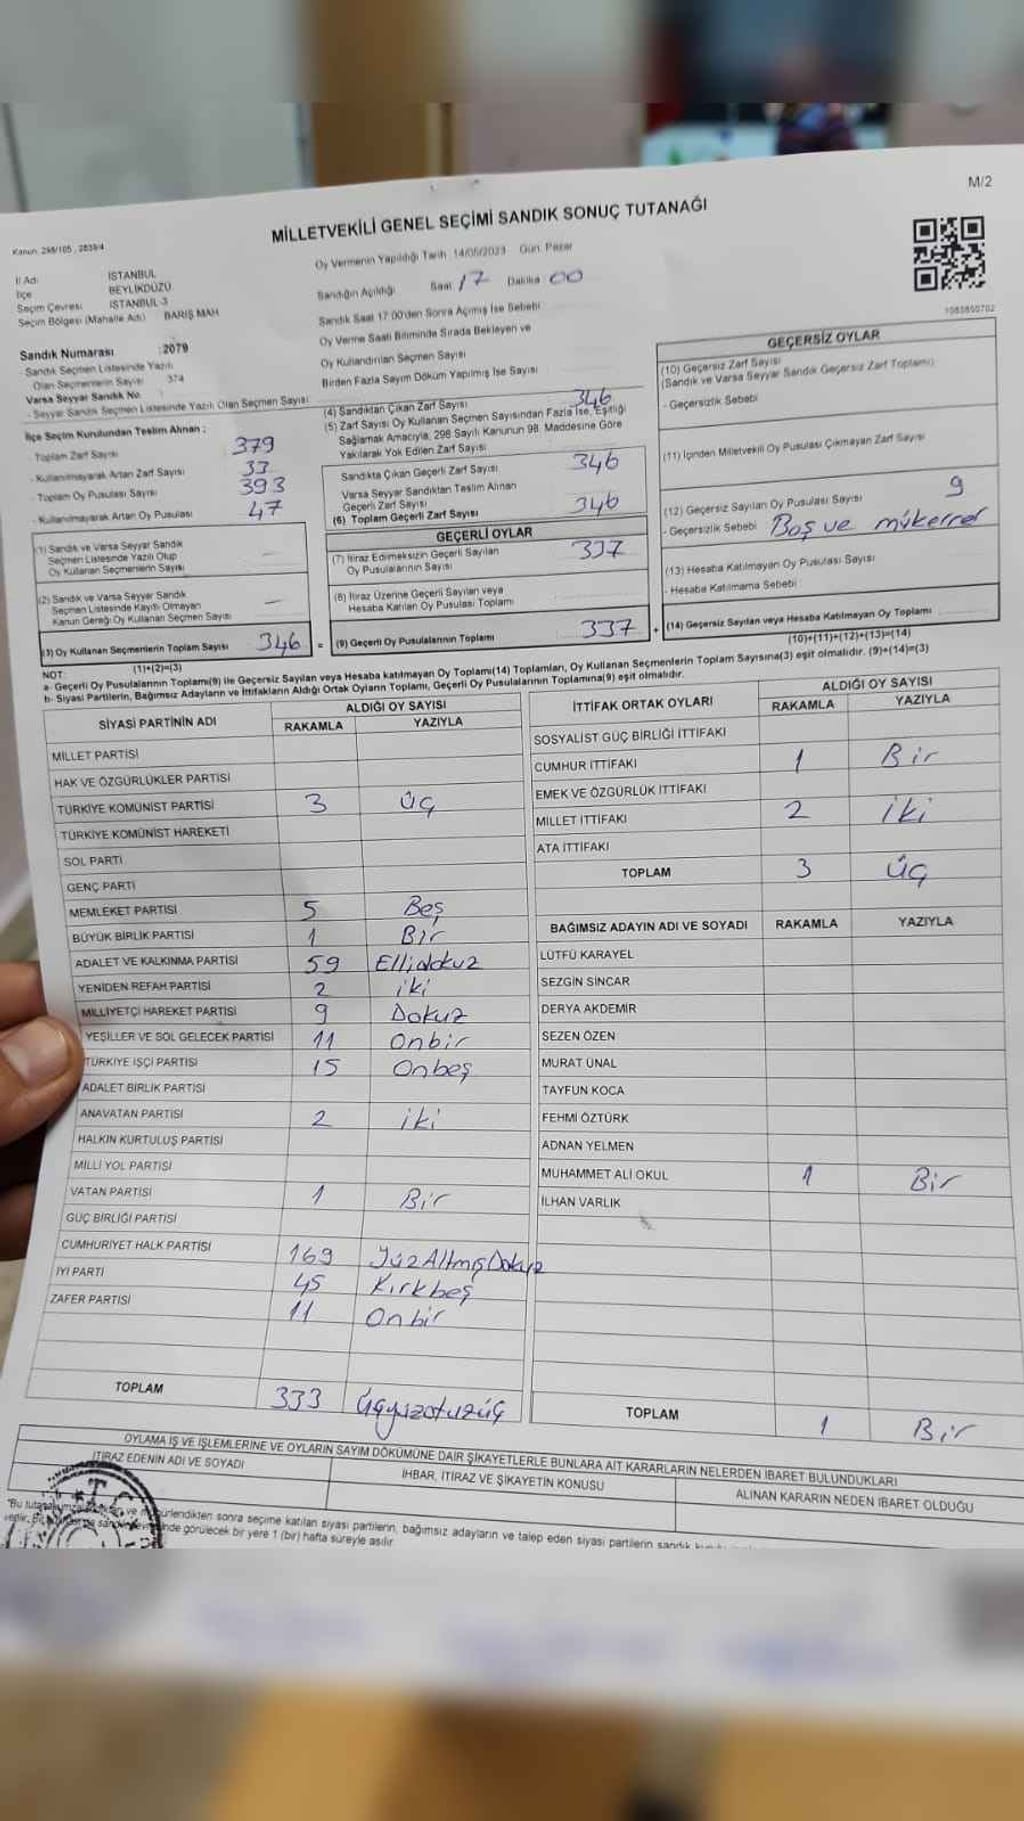 M/2
MİLLETVEKİLİ GENEL SEÇİMİ SANDIK SONUÇ TUTANAĞI
Kanun: 298/105 , 2839/4
İl Adı İSTANBUL
İlçe BEYLİKDÜZÜ
Seçim Çevresi İSTANBUL-3
Seçim Bölgesi (Mahalle Adı) BARIŞ MAH
Sandık Numarası : 2079
- Sandık Seçmen Listesinde Yazılı
Olan Seçmenlerin Sayısı 374
Varsa Seyyar Sandık No :
- Seyyar Sandık Seçmen Listesinde Yazılı Olan Seçmen Sayısı
İlçe Seçim Kurulundan Teslim Alınan ;
- Toplam Zarf Sayısı 379
- Kullanılmayarak Artan Zarf Sayısı 33
- Toplam Oy Pusulası Sayısı 393
- Kullanılmayarak Artan Oy Pusulası 47
(1) Sandık ve Varsa Seyyar Sandık
Seçmen Listesinde Yazılı Olup
Oy Kullanan Seçmenlerin Sayısı —
(2) Sandık ve Varsa Seyyar Sandık
Seçmen Listesinde Kayıtlı Olmayan
Kanun Gereği Oy Kullanan Seçmen Sayısı —
(3) Oy Kullanan Seçmenlerin Toplam Sayısı 346 =
(1)+(2)=(3)
Oy Vermenin Yapıldığı Tarih : 14/05/2023 Gün: Pazar
Sandığın Açıldığı Saat 17 Dakika 00
Sandık Saat 17:00'den Sonra Açılmış İse Sebebi
Oy Verme Saati Bitiminde Sırada Bekleyen ve
Oy Kullandırılan Seçmen Sayısı
Birden Fazla Sayım Döküm Yapılmış İse Sayısı
(4) Sandıktan Çıkan Zarf Sayısı 346
(5) Zarf Sayısı Oy Kullanan Seçmen Sayısından Fazla İse, Eşitliği
Sağlamak Amacıyla, 298 Sayılı Kanunun 98. Maddesine Göre
Yakılarak Yok Edilen Zarf Sayısı
Sandıkta Çıkan Geçerli Zarf Sayısı 346
Varsa Seyyar Sandıktan Teslim Alınan
Geçerli Zarf Sayısı
(6) Toplam Geçerli Zarf Sayısı 346
GEÇERLİ OYLAR
(7) İtiraz Edilmeksizin Geçerli Sayılan
Oy Pusulalarının Sayısı 337
(8) İtiraz Üzerine Geçerli Sayılan veya
Hesaba Katılan Oy Pusulası Toplamı
(9) Geçerli Oy Pusulalarının Toplamı 337 +
1085850702
GEÇERSİZ OYLAR
(10) Geçersiz Zarf Sayısı
(Sandık ve Varsa Seyyar Sandık Geçersiz Zarf Toplamı)
- Geçersizlik Sebebi
(11) İçinden Milletvekili Oy Pusulası Çıkmayan Zarf Sayısı
(12) Geçersiz Sayılan Oy Pusulası Sayısı 9
- Geçersizlik Sebebi Boş ve mükerrer
(13) Hesaba Katılmayan Oy Pusulası Sayısı
- Hesaba Katılmama Sebebi
(14) Geçersiz Sayılan veya Hesaba Katılmayan Oy Toplamı
(10)+(11)+(12)+(13)=(14)
NOT:
a- Geçerli Oy Pusulalarının Toplamı(9) ile Geçersiz Sayılan veya Hesaba katılmayan Oy Toplamı(14) Toplamları, Oy Kullanan Seçmenlerin Toplam Sayısına(3) eşit olmalıdır. (9)+(14)=(3)
b- Siyasi Partilerin, Bağımsız Adayların ve İttifakların Aldığı Ortak Oyların Toplamı, Geçerli Oy Pusulalarının Toplamına(9) eşit olmalıdır.
SİYASİ PARTİNİN ADI ALDIĞI OY SAYISI
RAKAMLA YAZIYLA
MİLLET PARTİSİ
HAK VE ÖZGÜRLÜKLER PARTİSİ
TÜRKİYE KOMÜNİST PARTİSİ 3 Üç
TÜRKİYE KOMÜNİST HAREKETİ
SOL PARTİ
GENÇ PARTİ
MEMLEKET PARTİSİ 5 Beş
BÜYÜK BİRLİK PARTİSİ 1 Bir
ADALET VE KALKINMA PARTİSİ 59 Ellidokuz
YENİDEN REFAH PARTİSİ 2 iki
MİLLİYETÇİ HAREKET PARTİSİ 9 Dokuz
YEŞİLLER VE SOL GELECEK PARTİSİ 11 Onbir
TÜRKİYE İŞÇİ PARTİSİ 15 Onbeş
ADALET BİRLİK PARTİSİ
ANAVATAN PARTİSİ 2 iki
HALKIN KURTULUŞ PARTİSİ
MİLLİ YOL PARTİSİ
VATAN PARTİSİ 1 Bir
GÜÇ BİRLİĞİ PARTİSİ
CUMHURİYET HALK PARTİSİ 169 YüzAltmışDokuz
İYİ PARTİ 45 Kırkbeş
ZAFER PARTİSİ 11 Onbir
TOPLAM 333 Üçyüzotuzüç
İTTİFAK ORTAK OYLARI ALDIĞI OY SAYISI
RAKAMLA YAZIYLA
SOSYALİST GÜÇ BİRLİĞİ İTTİFAKI
CUMHUR İTTİFAKI 1 Bir
EMEK VE ÖZGÜRLÜK İTTİFAKI
MİLLET İTTİFAKI 2 iki
ATA İTTİFAKI
TOPLAM 3 Üç
BAĞIMSIZ ADAYIN ADI VE SOYADI RAKAMLA YAZIYLA
LÜTFÜ KARAYEL
SEZGİN SİNCAR
DERYA AKDEMİR
SEZEN ÖZEN
MURAT ÜNAL
TAYFUN KOCA
FEHMİ ÖZTÜRK
ADNAN YELMEN
MUHAMMET ALİ OKUL 1 Bir
İLHAN VARLIK
TOPLAM 1 Bir
OYLAMA İŞ VE İŞLEMLERİNE VE OYLARIN SAYIM DÖKÜMÜNE DAİR ŞİKAYETLERLE BUNLARA AİT KARARLARIN NELERDEN İBARET BULUNDUKLARI
İTİRAZ EDENİN ADI VE SOYADI İHBAR, İTİRAZ VE ŞİKAYETİN KONUSU ALINAN KARARIN NEDEN İBARET OLDUĞU
"Bu ve mühürlendikten sonra seçime katılan siyasi partilerin, bağımsız adayların ve talep eden siyasi partilerin sandık
görülecek bir yere 1 (bir) hafta süreyle asılır